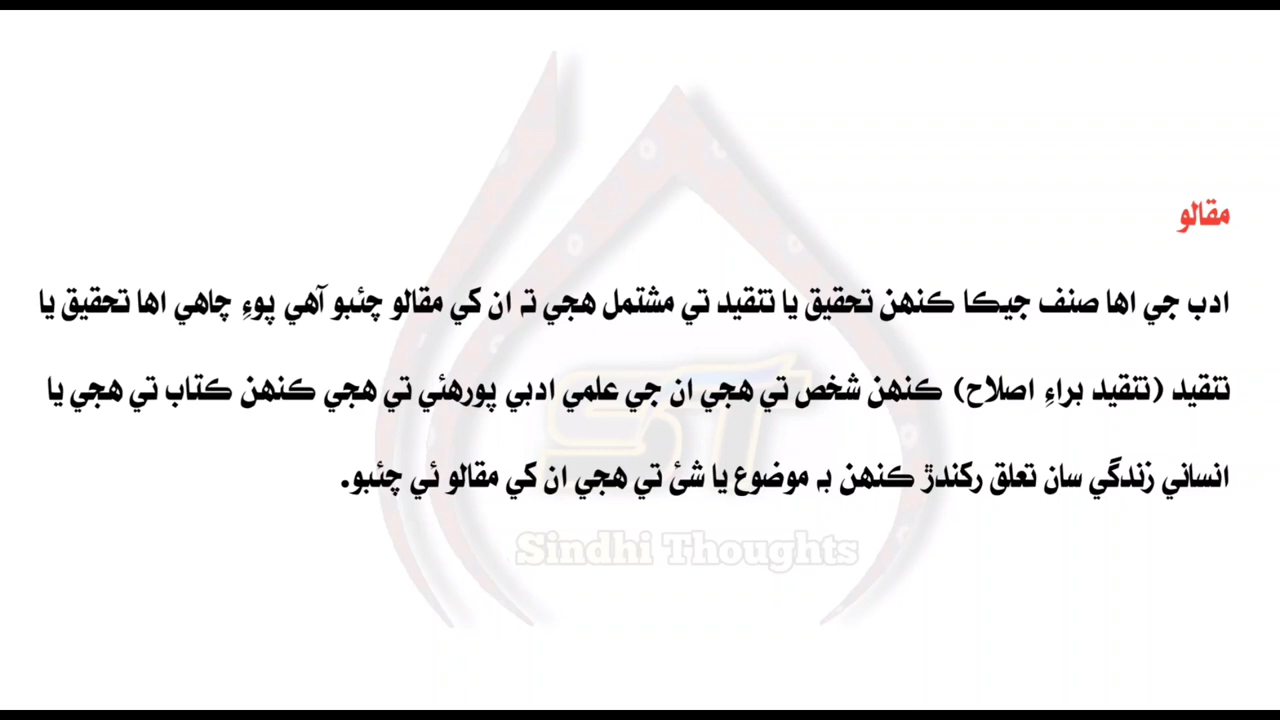 مقالو
ادب جي اها صنف جيڪا ڪنهن تحقيق يا تنقيد تي مشتمل هجي ته ان کي مقالو چئبو آهي پوءِ چاهي اها تحقيق يا
تنقيد (تنقيد براءِ اصلاح) ڪنهن شخص تي هجي ان جي علمي ادبي پورهئي تي هجي ڪنهن ڪتاب تي هجي يا
انساني زندگي سان تعلق رکندڙ ڪنهن بہ موضوع يا شئ تي هجي ان کي مقالو ئي چئبو.
ST
Sindhi Thoughts